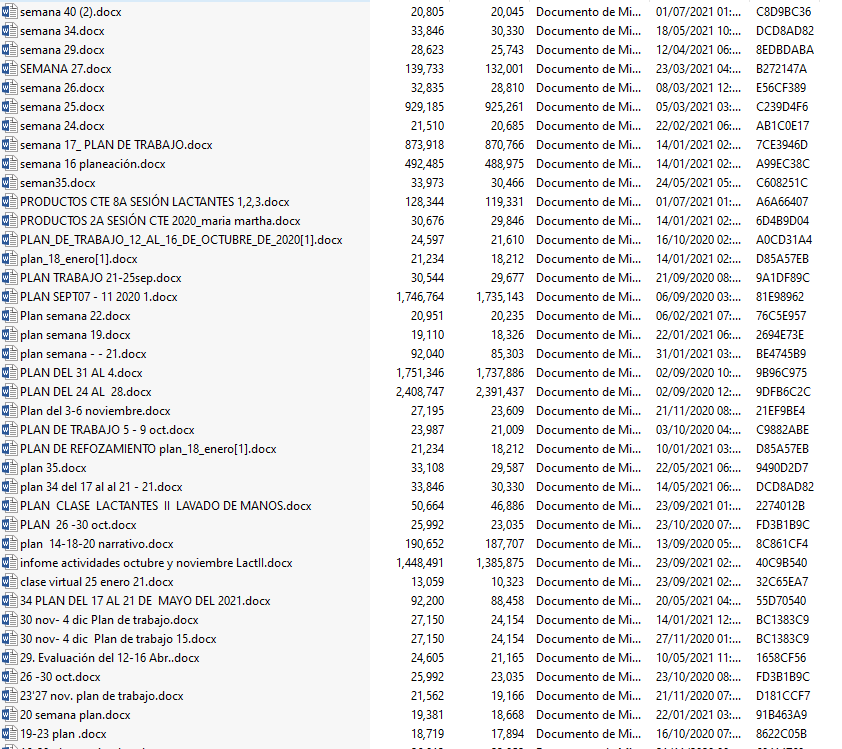 semana 40 (2).docx 20,805 20,045 Documento de Mi... 01/07/2021 01:... C8D9BC36
semana 34.docx 33,846 30,330 Documento de Mi... 18/05/2021 10:... DCD8AD82
semana 29.docx 28,623 25,743 Documento de Mi... 12/04/2021 06:... 8EDBDABA
SEMANA 27.docx 139,733 132,001 Documento de Mi... 23/03/2021 04:... B272147A
semana 26.docx 32,835 28,810 Documento de Mi... 08/03/2021 12:... E56CF389
semana 25.docx 929,185 925,261 Documento de Mi... 05/03/2021 03:... C239D4F6
semana 24.docx 21,510 20,685 Documento de Mi... 22/02/2021 06:... AB1C0E17
semana 17_ PLAN DE TRABAJO.docx 873,918 870,766 Documento de Mi... 14/01/2021 02:... 7CE3946D
semana 16 planeación.docx 492,485 488,975 Documento de Mi... 14/01/2021 02:... A99EC38C
seman35.docx 33,973 30,466 Documento de Mi... 24/05/2021 05:... C608251C
PRODUCTOS CTE 8A SESIÓN LACTANTES 1,2,3.docx 128,344 119,331 Documento de Mi... 01/07/2021 01:... A6A66407
PRODUCTOS 2A SESIÓN CTE 2020_maria martha.docx 30,676 29,846 Documento de Mi... 14/01/2021 02:... 6D4B9D04
PLAN_DE_TRABAJO_12_AL_16_DE_OCTUBRE_DE_2020[1].docx 24,597 21,610 Documento de Mi... 16/10/2020 02:... A0CD31A4
plan_18_enero[1].docx 21,234 18,212 Documento de Mi... 14/01/2021 02:... D85A57EB
PLAN TRABAJO 21-25sep.docx 30,544 29,677 Documento de Mi... 21/09/2020 08:... 9A1DF89C
PLAN SEPT07 - 11 2020 1.docx 1,746,764 1,735,143 Documento de Mi... 06/09/2020 03:... 81E98962
Plan semana 22.docx 20,951 20,235 Documento de Mi... 06/02/2021 07:... 76C5E957
plan semana 19.docx 19,110 18,326 Documento de Mi... 22/01/2021 06:... 2694E73E
plan semana - - 21.docx 92,040 85,303 Documento de Mi... 31/01/2021 03:... BE4745B9
PLAN DEL 31 AL 4.docx 1,751,346 1,737,886 Documento de Mi... 02/09/2020 10:... 9B96C975
PLAN DEL 24 AL  28.docx 2,408,747 2,391,437 Documento de Mi... 02/09/2020 12:... 9DFB6C2C
Plan del 3-6 noviembre.docx 27,195 23,609 Documento de Mi... 21/11/2020 08:... 21EF9BE4
PLAN DE TRABAJO 5 - 9 oct.docx 23,987 21,009 Documento de Mi... 03/10/2020 04:... C9882ABE
PLAN DE REFOZAMIENTO plan_18_enero[1].docx 21,234 18,212 Documento de Mi... 10/01/2021 03:... D85A57EB
plan 35.docx 33,108 29,587 Documento de Mi... 22/05/2021 06:... 9490D2D7
plan 34 del 17 al al 21 - 21.docx 33,846 30,330 Documento de Mi... 14/05/2021 06:... DCD8AD82
PLAN  CLASE  LACTANTES  II  LAVADO DE MANOS.docx 50,664 46,886 Documento de Mi... 23/09/2021 01:... 2274012B
PLAN  26 -30 oct.docx 25,992 23,035 Documento de Mi... 23/10/2020 07:... FD3B1B9C
plan  14-18-20 narrativo.docx 190,652 187,707 Documento de Mi... 13/09/2020 05:... 8C861CF4
infome actividades octubre y noviembre LactII.docx 1,448,491 1,385,875 Documento de Mi... 23/09/2021 02:... 40C9B540
clase virtual 25 enero 21.docx 13,059 10,323 Documento de Mi... 23/09/2021 02:... 32C65EA7
34 PLAN DEL 17 AL 21 DE  MAYO DEL 2021.docx 92,200 88,458 Documento de Mi... 20/05/2021 04:... 55D70540
30 nov- 4 dic Plan de trabajo.docx 27,150 24,154 Documento de Mi... 14/01/2021 12:... BC1383C9
30 nov- 4 dic  Plan de trabajo 15.docx 27,150 24,154 Documento de Mi... 27/11/2020 01:... BC1383C9
29. Evaluación del 12-16 Abr..docx 24,605 21,165 Documento de Mi... 10/05/2021 11:... 1658CF56
26 -30 oct.docx 25,992 23,035 Documento de Mi... 23/10/2020 08:... FD3B1B9C
23'27 nov. plan de trabajo.docx 21,562 19,166 Documento de Mi... 21/11/2020 07:... D181CCF7
20 semana plan.docx 19,381 18,668 Documento de Mi... 22/01/2021 03:... 91B463A9
19-23 plan .docx 18,719 17,894 Documento de Mi... 16/10/2020 07:... 8622C05B